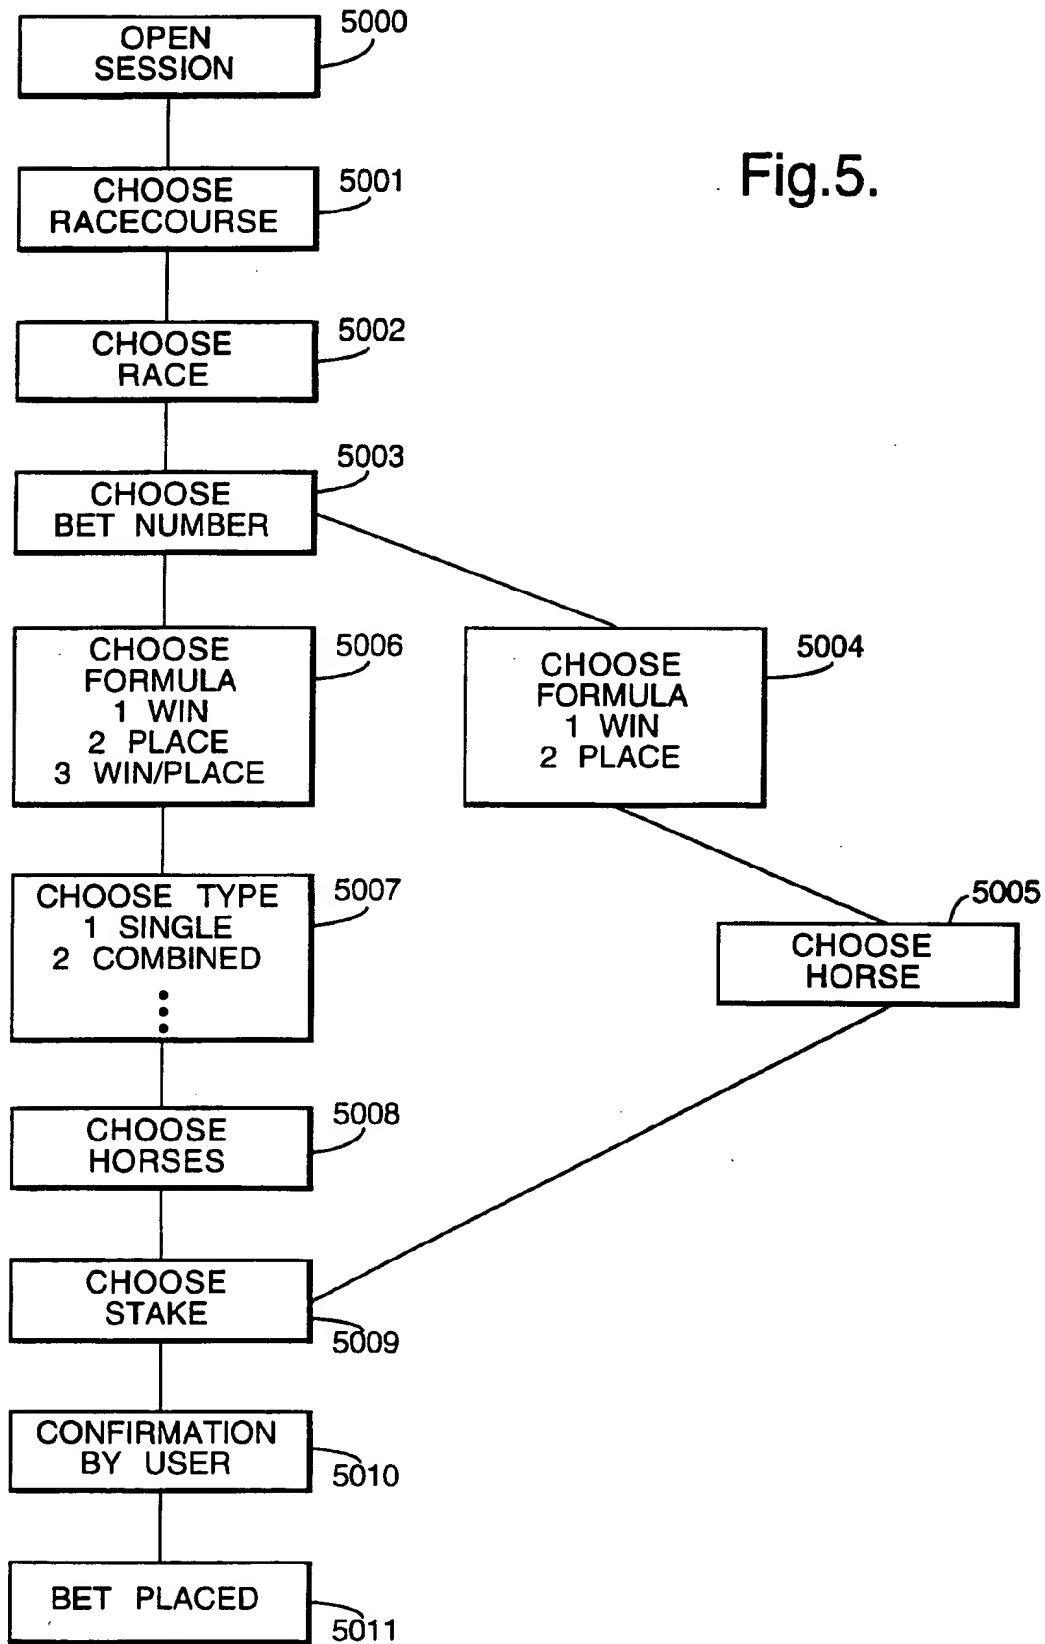 5000
OPEN
SESSION
Fig.5.
5001
CHOOSE
RACECOURSE
5002
CHOOSE
RACE
5003
CHOOSE
BET NUMBER
5006
CHOOSE
FORMULA
1 WIN
2 PLACE
3 WIN/PLACE
5004
CHOOSE
FORMULA
1 WIN
2 PLACE
5007
CHOOSE TYPE
1 SINGLE
2 COMBINED
5005
CHOOSE
HORSE
5008
CHOOSE
HORSES
CHOOSE
STAKE
5009
CONFIRMATION
BY USER
5010
BET PLACED
5011